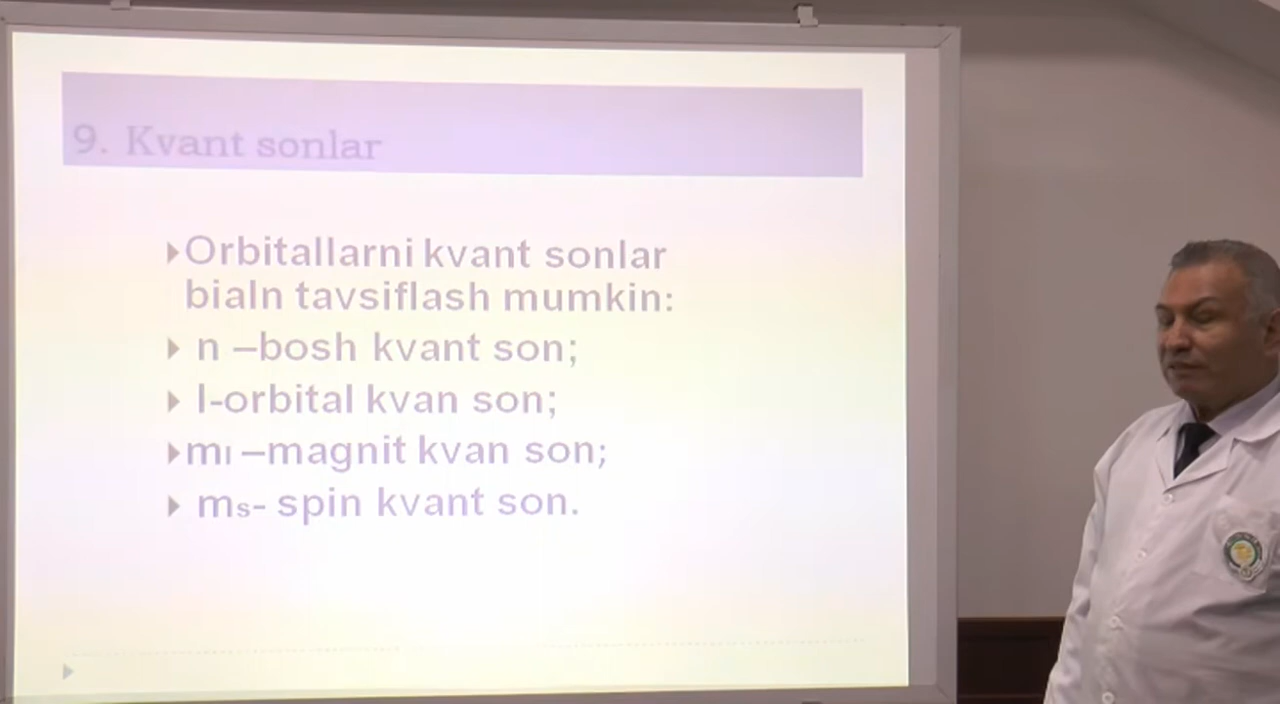 9. Kvant sonlar
Orbitallarni kvant sonlar
bialn tavsiflash mumkin:
n –bosh kvant son;
l-orbital kvan son;
ml –magnit kvan son;
ms- spin kvant son.